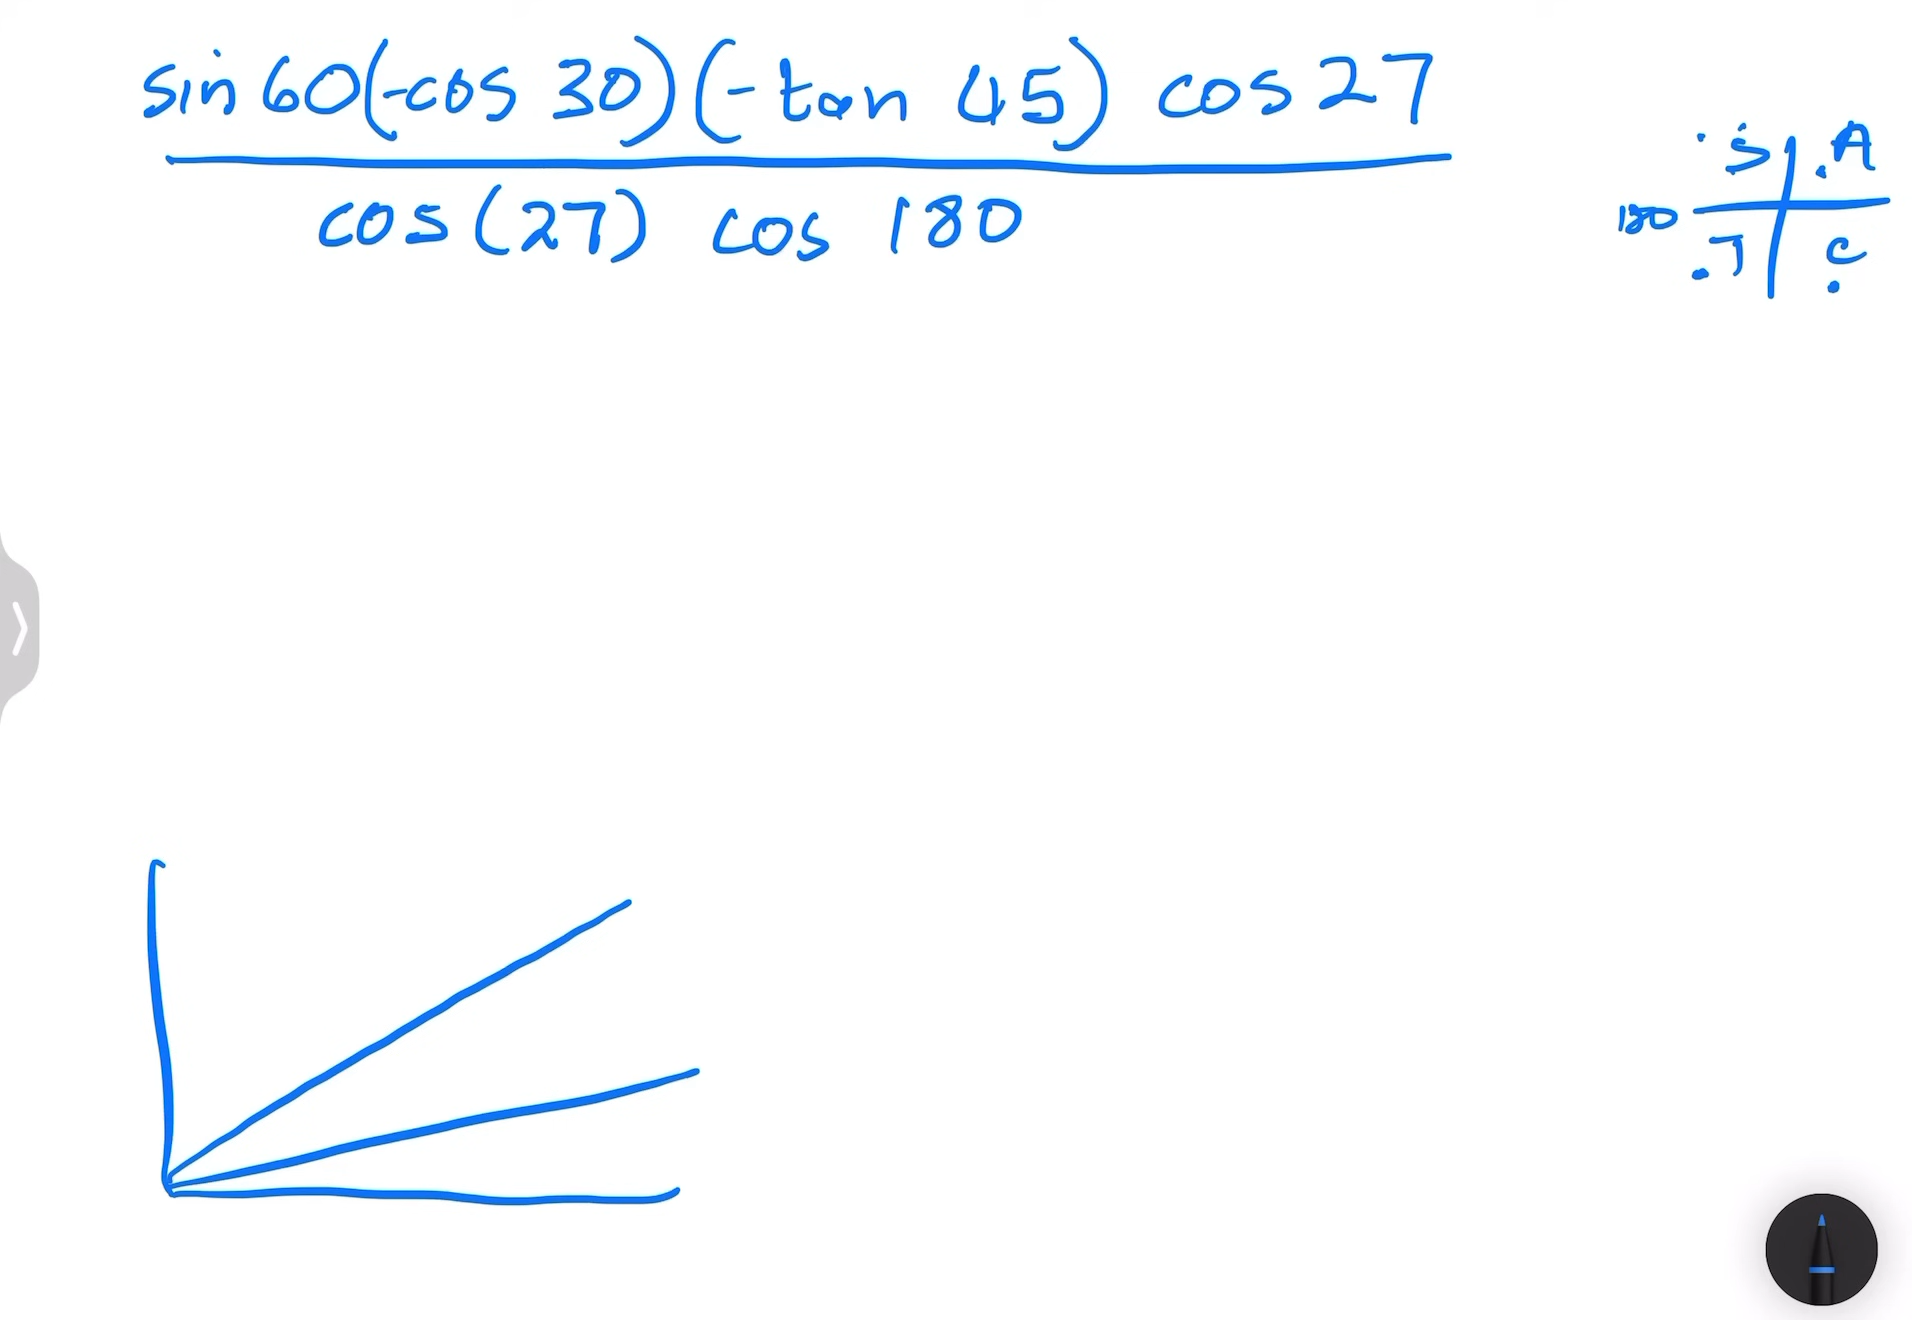 sin 60(-cos 30)(-tan 45) cos 27
cos(27) cos 180
S A
180
T C